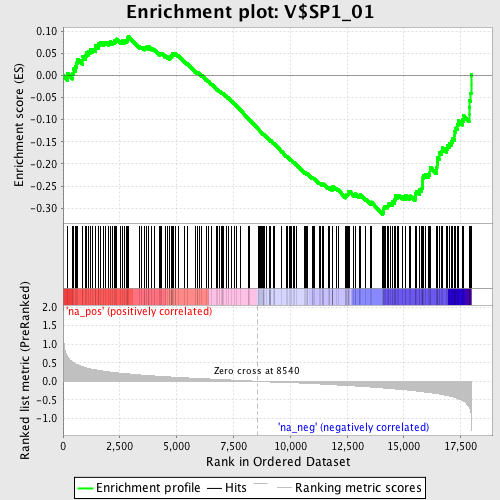 Enrichment plot: V$SP1_01
Enrichment score (ES)
0.10
0.05
0.00
-0.05
-0.10
-0.15
-0.20
-0.25
-0.30
Ranked list metric (PreRanked)
'na_pos' (positively correlated)
2.0
1.5
1.0
0.5
0.0
-0.5
-1.0
Zero cross at 8540
'na_neg' (negatively correlated)
0
2,500
5,000
7,500
10,000
12,500
15,000
17,500
Rank in Ordered Dataset
Enrichment profile
Hits
Ranking metric scores